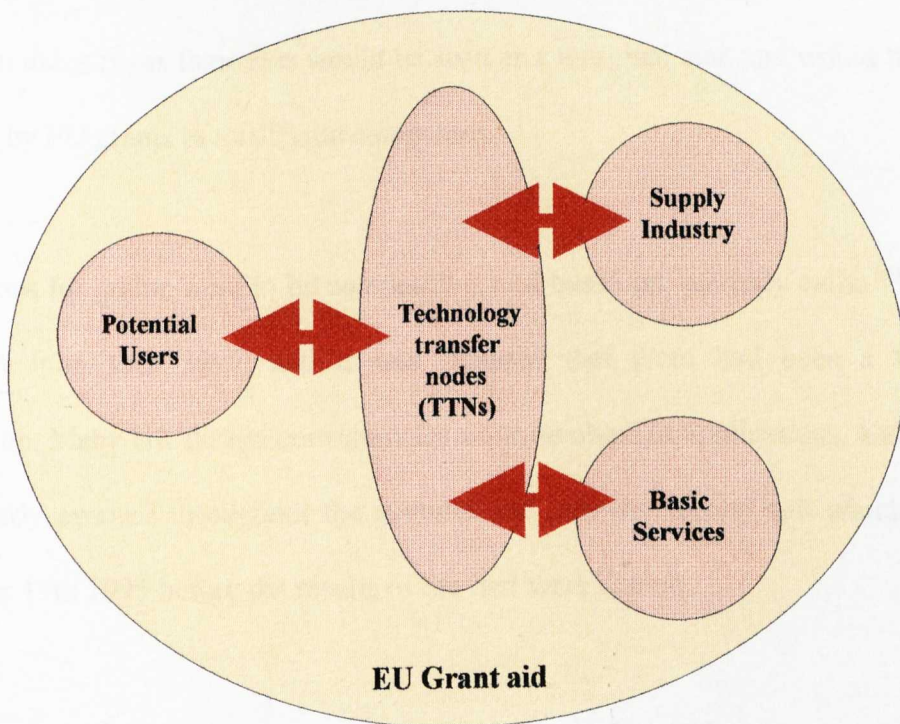 Potential
Users
Technology
transfer
nodes
(TTNs)
Supply
Industry
Basic
Services
EU Grant aid